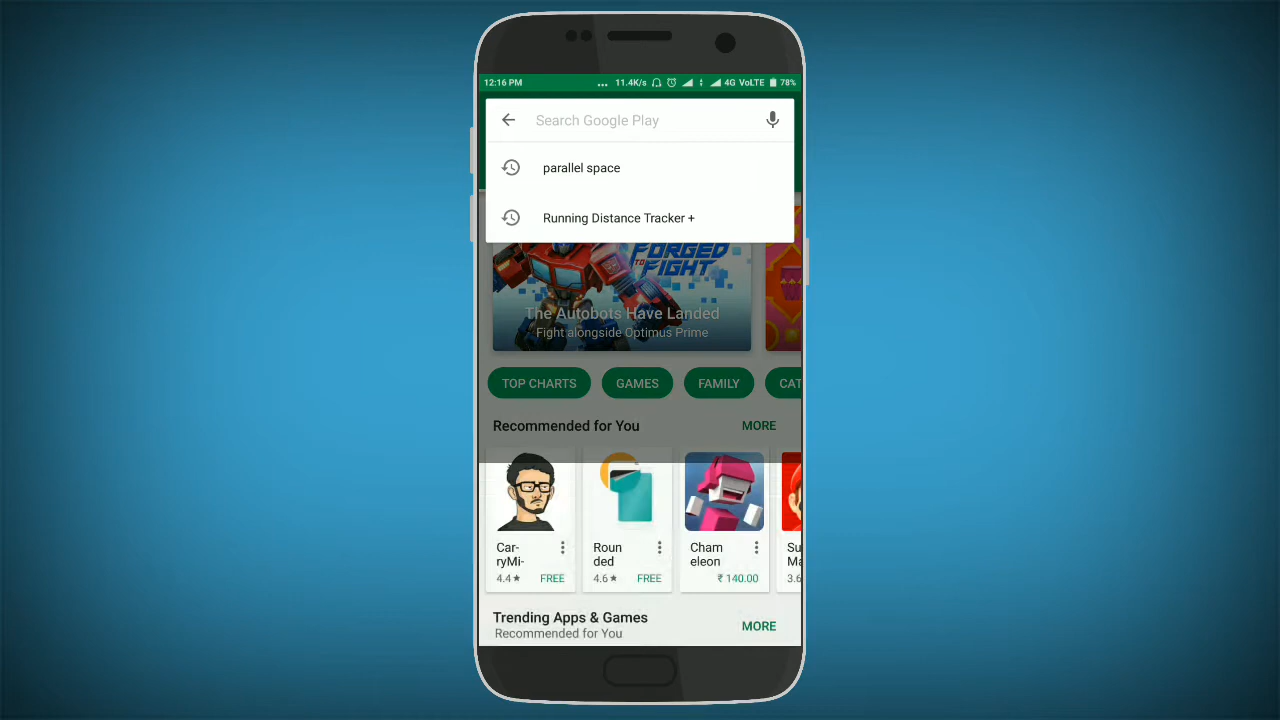 12:16 PM ... 11.4K/s 4G VoLTE 78%
Search Google Play
parallel space
Running Distance Tracker +
FORGED
TO FIGHT
The Autobots Have Landed
Fight alongside Optimus Prime
TOP CHARTS GAMES FAMILY CAT
Recommended for You MORE
Car- Roun Cham Su
ryMi- ded eleon Ma
4.4★ FREE 4.6★ FREE ₹ 140.00 3.6
Trending Apps & Games
Recommended for You MORE